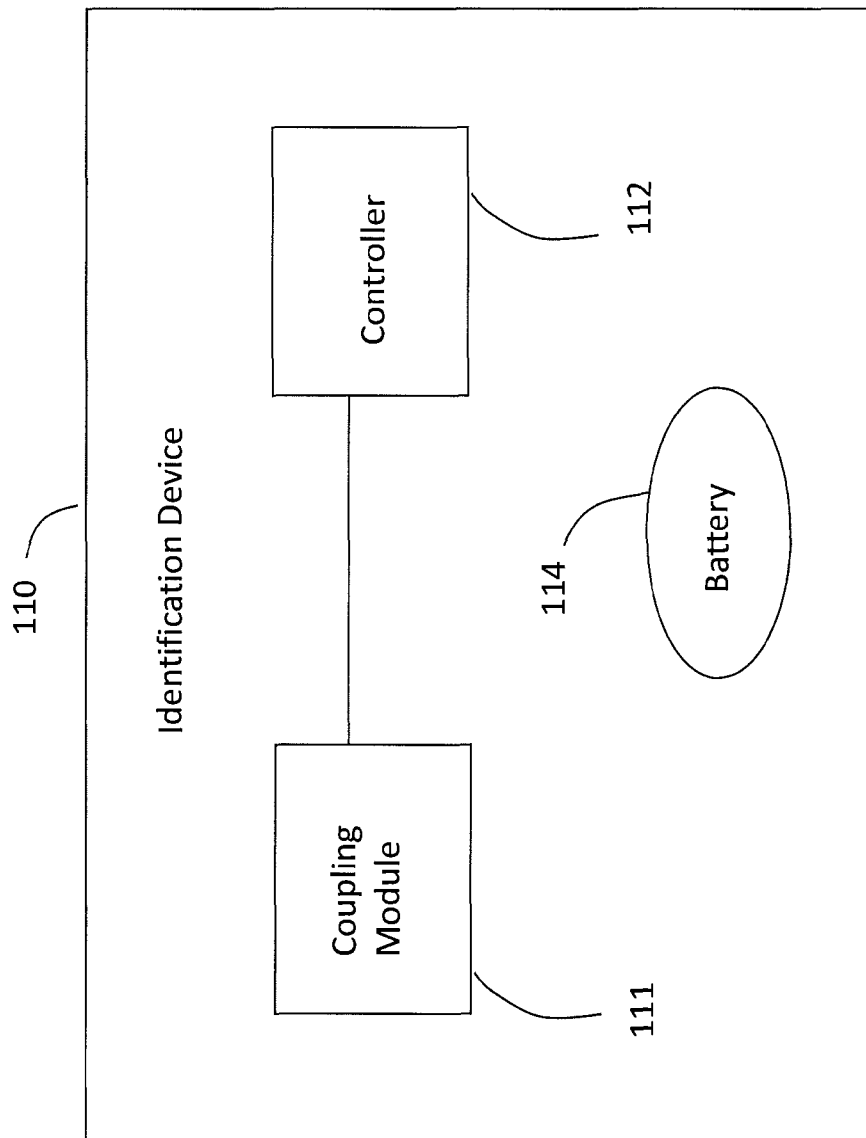 110
Identification Device
Coupling
Module
111
Controller
112
114
Battery